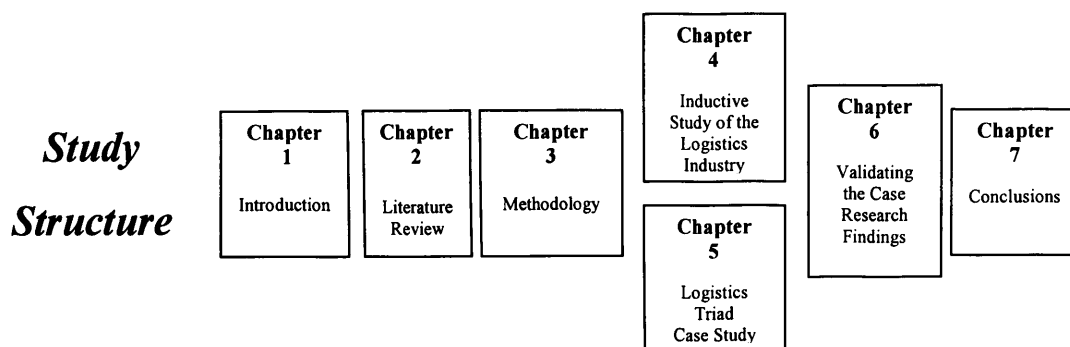 Study
Structure
Chapter
1
Introduction
Chapter
2
Literature
Review
Chapter
3
Methodology
Chapter
4
Inductive
Study of the
Logistics
Industry
Chapter
5
Logistics
Triad
Case Study
Chapter
6
Validating
the Case
Research
Findings
Chapter
7
Conclusions